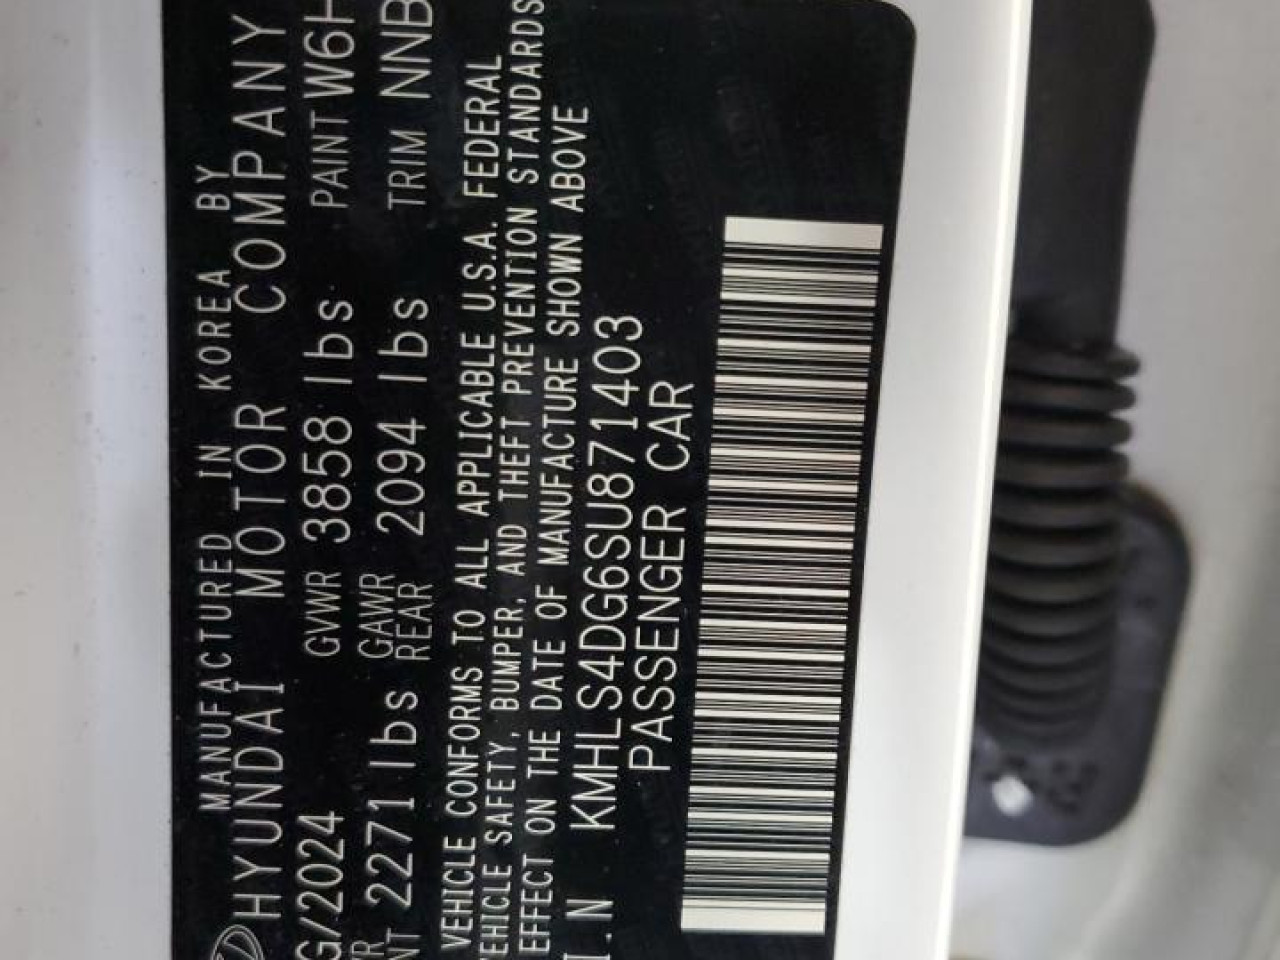 MANUFACTURED IN KOREA BY
HYUNDAI MOTOR COMPANY
G/2024 GVWR 3858 lbs PAINT W6H
GAWR
NT 2271 lbs REAR 2094 lbs TRIM NNB
VEHICLE CONFORMS TO ALL APPLICABLE U.S.A. FEDERAL
EHICLE SAFETY, BUMPER, AND THEFT PREVENTION STANDARDS
EFFECT ON THE DATE OF MANUFACTURE SHOWN ABOVE
I.N KMHLS4DG6SU871403
PASSENGER CAR